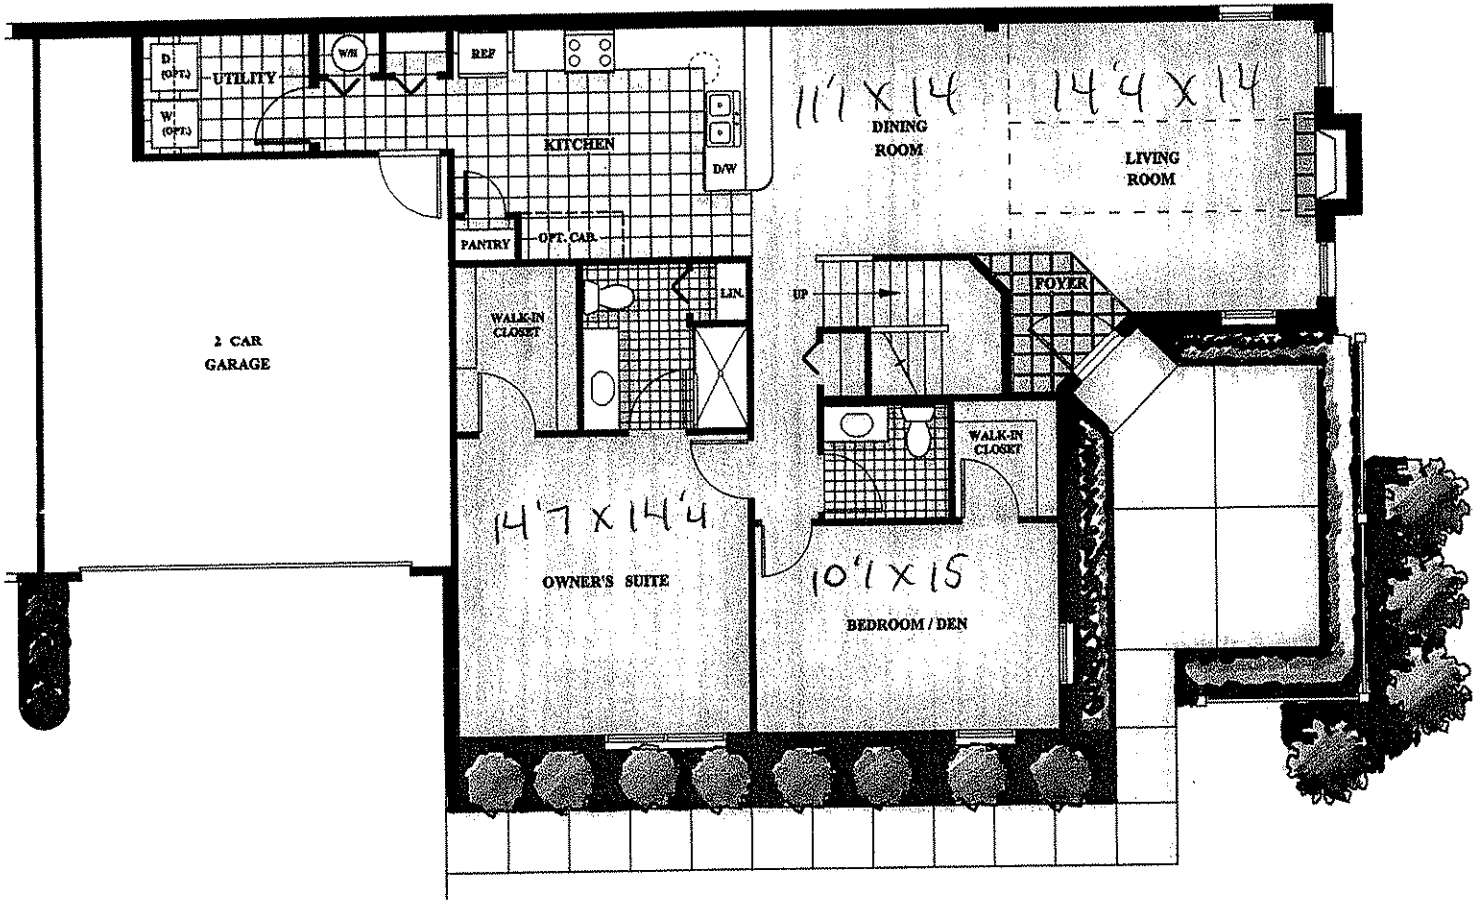 D
(OPT.)
UTILITY
W/H
REF
W
(OPT.)
KITCHEN
D/W
11'1 X 14
DINING
ROOM
14'4 X 14
LIVING
ROOM
PANTRY
OPT. CAB.
WALK-IN
CLOSET
LIN.
UP
FOYER
2 CAR
GARAGE
WALK-IN
CLOSET
14'7 X 14'4
OWNER'S SUITE
10'1 X 15
BEDROOM / DEN